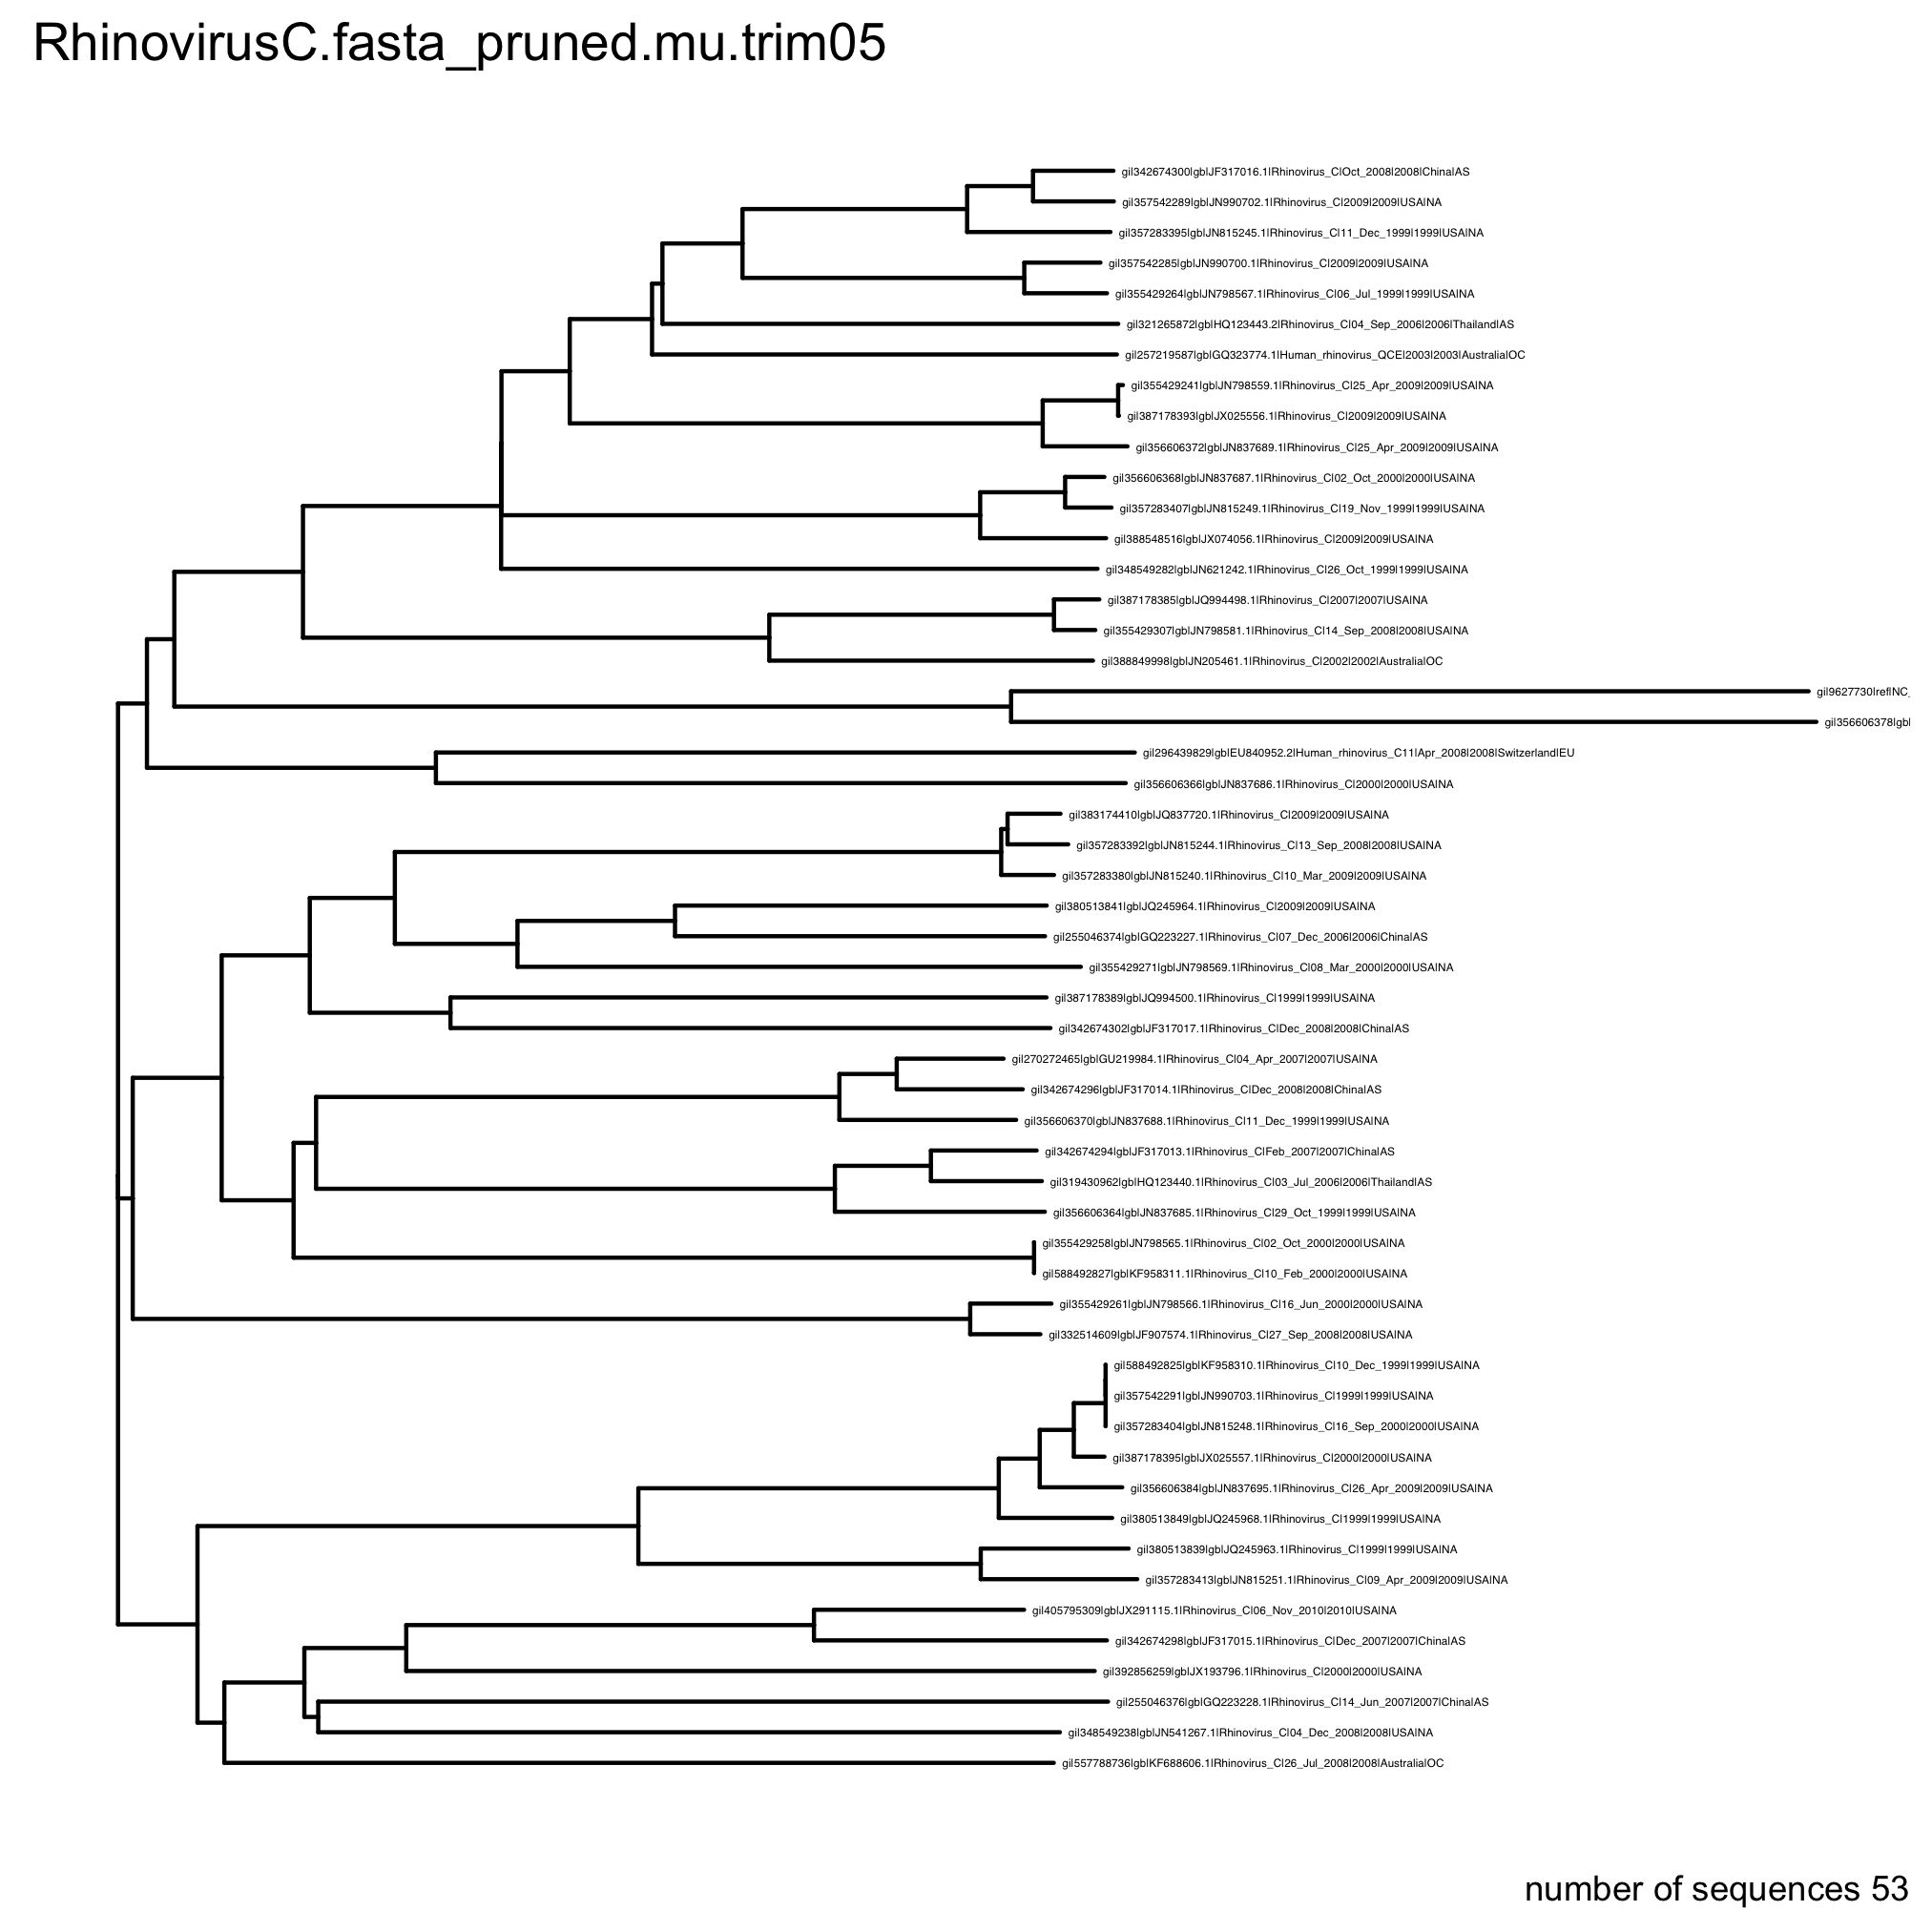 RhinovirusC.fasta_pruned.mu.trim05
gi|342674300|gb|JF317016.1|Rhinovirus_C|Oct_2008|2008|China|AS
gi|357542289|gb|JN990702.1|Rhinovirus_C|2009|2009|USA|NA
gi|357283395|gb|JN815245.1|Rhinovirus_C|11_Dec_1999|1999|USA|NA
gi|357542285|gb|JN990700.1|Rhinovirus_C|2009|2009|USA|NA
gi|355429264|gb|JN798567.1|Rhinovirus_C|06_Jul_1999|1999|USA|NA
gi|321265872|gb|HQ123443.2|Rhinovirus_C|04_Sep_2006|2006|Thailand|AS
gi|257219587|gb|GQ323774.1|Human_rhinovirus_QCE|2003|2003|Australia|OC
gi|355429241|gb|JN798559.1|Rhinovirus_C|25_Apr_2009|2009|USA|NA
gi|387178393|gb|JX025556.1|Rhinovirus_C|2009|2009|USA|NA
gi|356606372|gb|JN837689.1|Rhinovirus_C|25_Apr_2009|2009|USA|NA
gi|356606368|gb|JN837687.1|Rhinovirus_C|02_Oct_2000|2000|USA|NA
gi|357283407|gb|JN815249.1|Rhinovirus_C|19_Nov_1999|1999|USA|NA
gi|388548516|gb|JX074056.1|Rhinovirus_C|2009|2009|USA|NA
gi|348549282|gb|JN621242.1|Rhinovirus_C|26_Oct_1999|1999|USA|NA
gi|387178385|gb|JQ994498.1|Rhinovirus_C|2007|2007|USA|NA
gi|355429307|gb|JN798581.1|Rhinovirus_C|14_Sep_2008|2008|USA|NA
gi|388849998|gb|JN205461.1|Rhinovirus_C|2002|2002|Australia|OC
gi|9627730|ref|NC_
gi|356606378|gb|
gi|296439829|gb|EU840952.2|Human_rhinovirus_C11|Apr_2008|2008|Switzerland|EU
gi|356606366|gb|JN837686.1|Rhinovirus_C|2000|2000|USA|NA
gi|383174410|gb|JQ837720.1|Rhinovirus_C|2009|2009|USA|NA
gi|357283392|gb|JN815244.1|Rhinovirus_C|13_Sep_2008|2008|USA|NA
gi|357283380|gb|JN815240.1|Rhinovirus_C|10_Mar_2009|2009|USA|NA
gi|380513841|gb|JQ245964.1|Rhinovirus_C|2009|2009|USA|NA
gi|255046374|gb|GQ223227.1|Rhinovirus_C|07_Dec_2006|2006|China|AS
gi|355429271|gb|JN798569.1|Rhinovirus_C|08_Mar_2000|2000|USA|NA
gi|387178389|gb|JQ994500.1|Rhinovirus_C|1999|1999|USA|NA
gi|342674302|gb|JF317017.1|Rhinovirus_C|Dec_2008|2008|China|AS
gi|270272465|gb|GU219984.1|Rhinovirus_C|04_Apr_2007|2007|USA|NA
gi|342674296|gb|JF317014.1|Rhinovirus_C|Dec_2008|2008|China|AS
gi|356606370|gb|JN837688.1|Rhinovirus_C|11_Dec_1999|1999|USA|NA
gi|342674294|gb|JF317013.1|Rhinovirus_C|Feb_2007|2007|China|AS
gi|319430962|gb|HQ123440.1|Rhinovirus_C|03_Jul_2006|2006|Thailand|AS
gi|356606364|gb|JN837685.1|Rhinovirus_C|29_Oct_1999|1999|USA|NA
gi|355429258|gb|JN798565.1|Rhinovirus_C|02_Oct_2000|2000|USA|NA
gi|588492827|gb|KF958311.1|Rhinovirus_C|10_Feb_2000|2000|USA|NA
gi|355429261|gb|JN798566.1|Rhinovirus_C|16_Jun_2000|2000|USA|NA
gi|332514609|gb|JF907574.1|Rhinovirus_C|27_Sep_2008|2008|USA|NA
gi|588492825|gb|KF958310.1|Rhinovirus_C|10_Dec_1999|1999|USA|NA
gi|357542291|gb|JN990703.1|Rhinovirus_C|1999|1999|USA|NA
gi|357283404|gb|JN815248.1|Rhinovirus_C|16_Sep_2000|2000|USA|NA
gi|387178395|gb|JX025557.1|Rhinovirus_C|2000|2000|USA|NA
gi|356606384|gb|JN837695.1|Rhinovirus_C|26_Apr_2009|2009|USA|NA
gi|380513849|gb|JQ245968.1|Rhinovirus_C|1999|1999|USA|NA
gi|380513839|gb|JQ245963.1|Rhinovirus_C|1999|1999|USA|NA
gi|357283413|gb|JN815251.1|Rhinovirus_C|09_Apr_2009|2009|USA|NA
gi|405795309|gb|JX291115.1|Rhinovirus_C|06_Nov_2010|2010|USA|NA
gi|342674298|gb|JF317015.1|Rhinovirus_C|Dec_2007|2007|China|AS
gi|392856259|gb|JX193796.1|Rhinovirus_C|2000|2000|USA|NA
gi|255046376|gb|GQ223228.1|Rhinovirus_C|14_Jun_2007|2007|China|AS
gi|348549238|gb|JN541267.1|Rhinovirus_C|04_Dec_2008|2008|USA|NA
gi|557788736|gb|KF688606.1|Rhinovirus_C|26_Jul_2008|2008|Australia|OC
number of sequences 53